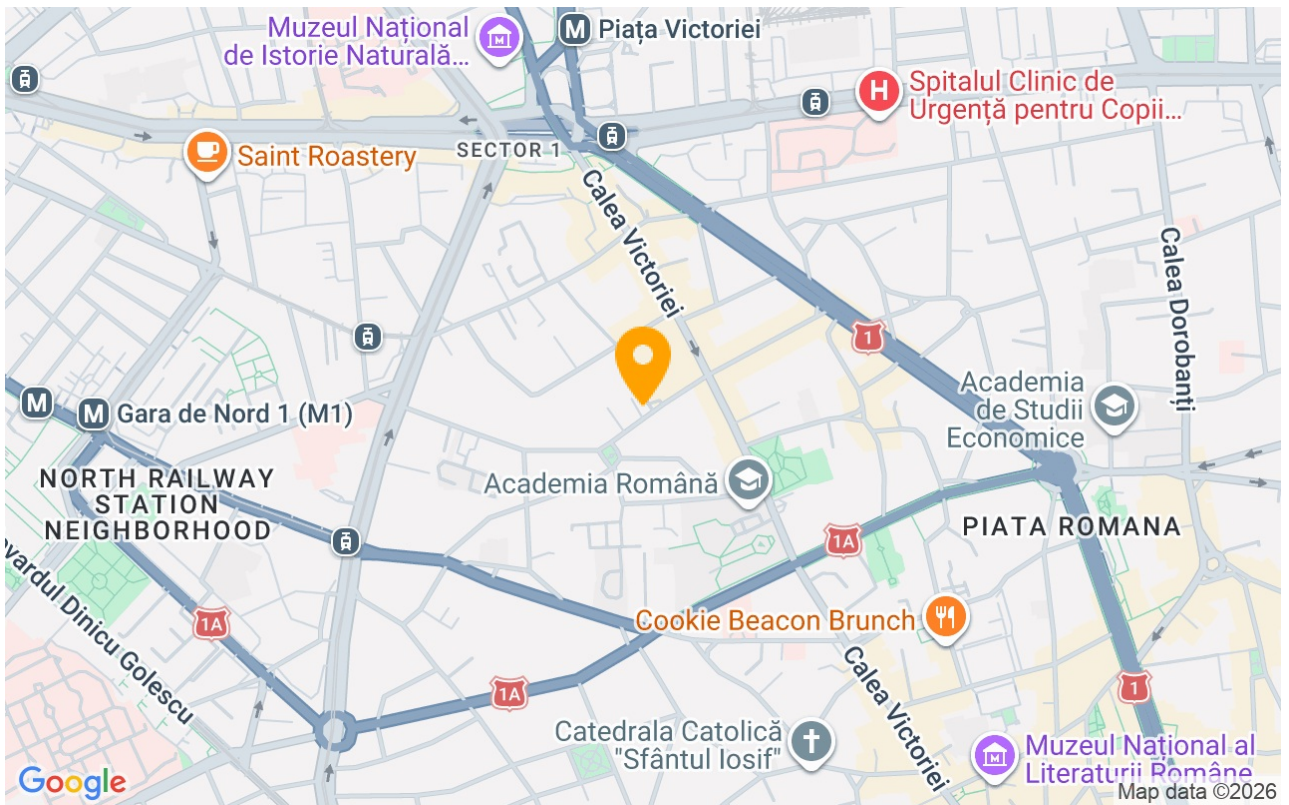 Muzeul Național
de Istorie Naturală...
M
Piața Victoriei
H
Spitalul Clinic de
Urgență pentru Copii...
Saint Roastery
SECTOR 1
Calea Victoriei
Calea Dorobanți
1
Academia
de Studii
Economice
M
M
Gara de Nord 1 (M1)
NORTH RAILWAY
STATION
NEIGHBORHOOD
Academia Română
PIATA ROMANA
1A
ovardul Dinicu Golescu
1A
Cookie Beacon Brunch
Calea Victoriei
1A
1
Catedrala Catolică
"Sfântul Iosif"
Muzeul Național al
Literaturii Române
Google
Map data ©2026